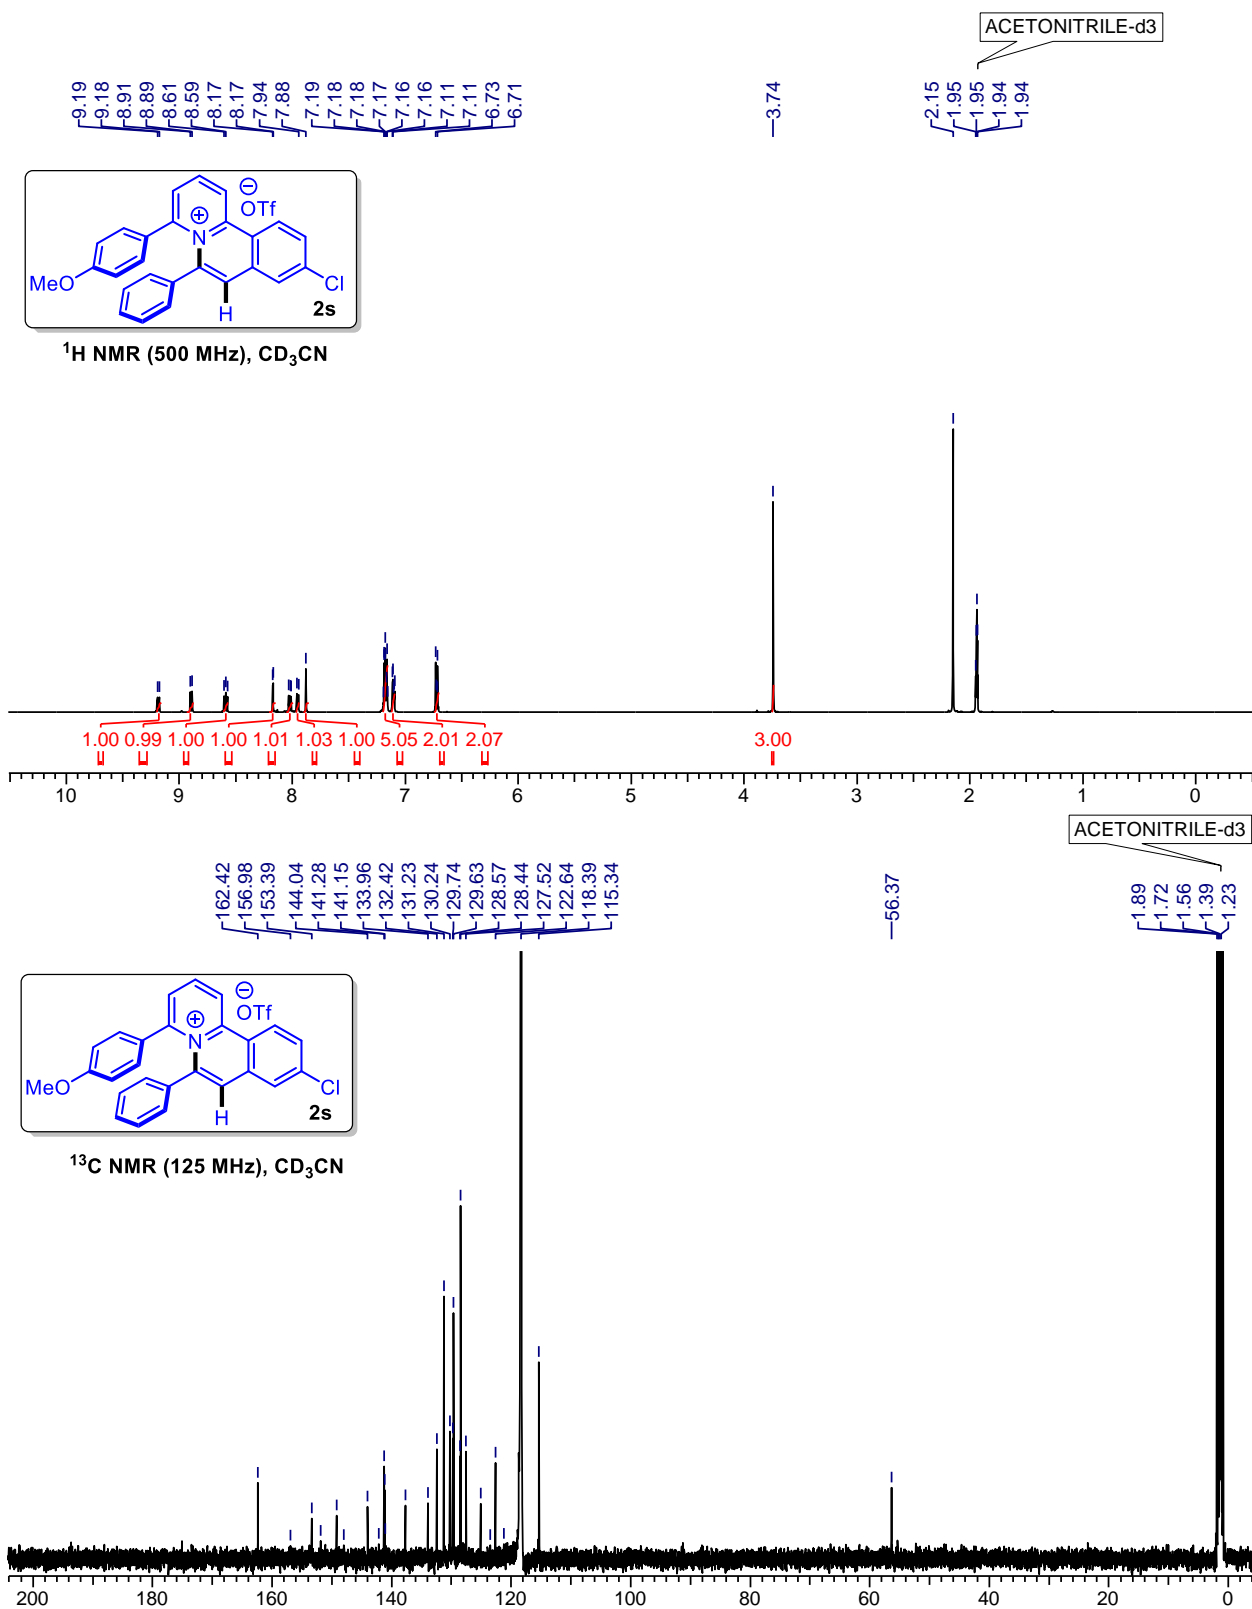 ACETONITRILE-d3
9.19 9.18 8.91 8.89 8.61 8.59 8.17 8.17 7.94 7.88 7.19 7.18 7.18 7.17 7.16 7.16 7.11 7.11 6.73 6.71 3.74 2.15 1.95 1.95 1.94 1.94
⊖
OTf
⊕
N
MeO
Cl
H
2s
¹H NMR (500 MHz), CD₃CN
1.00 0.99 1.00 1.00 1.01 1.03 1.00 5.05 2.01 2.07 3.00
10 9 8 7 6 5 4 3 2 1 0
ACETONITRILE-d3
162.42 156.98 153.39 144.04 141.28 141.15 133.96 132.42 131.23 130.24 129.74 129.63 128.57 128.44 127.52 122.64 118.39 115.34 56.37 1.89 1.72 1.56 1.39 1.23
⊖
OTf
⊕
N
MeO
Cl
H
2s
¹³C NMR (125 MHz), CD₃CN
200 180 160 140 120 100 80 60 40 20 0